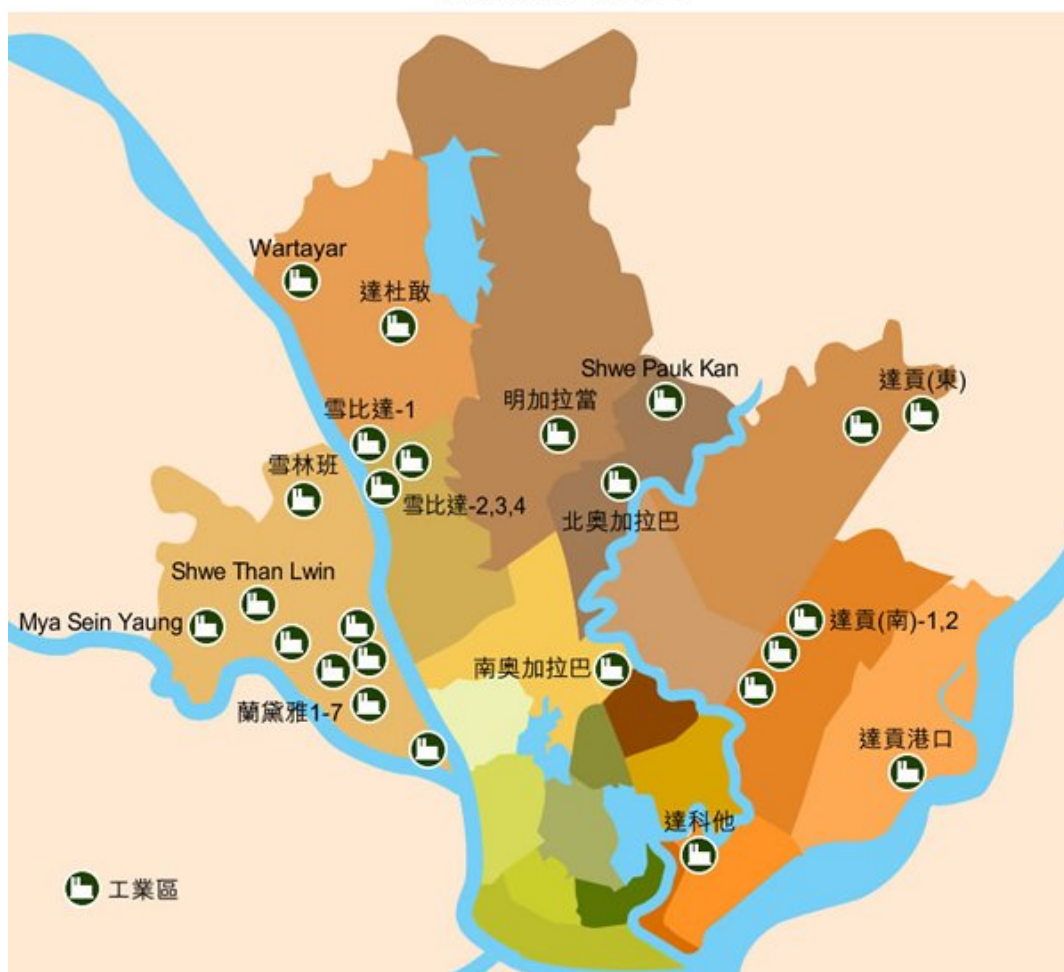 Wartayar
達杜敢
Shwe Pauk Kan
達貢(東)
雪比達-1
明加拉當
雪林班
雪比達-2,3,4
北奧加拉巴
Shwe Than Lwin
Mya Sein Yaung
達貢(南)-1,2
南奧加拉巴
蘭黛雅1-7
達貢港口
達科他
工業區